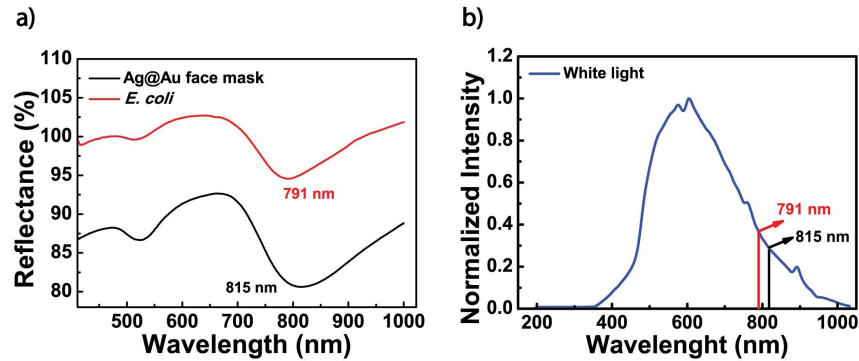 a)
Reflectance (%)
110
105
100
95
90
85
80
Ag@Au face mask
E. coli
791 nm
815 nm
500 600 700 800 900 1000
Wavelength (nm)
b)
Normalized Intensity
1.2
1.0
0.8
0.6
0.4
0.2
0.0
White light
791 nm
815 nm
200 400 600 800 1000
Wavelenght (nm)